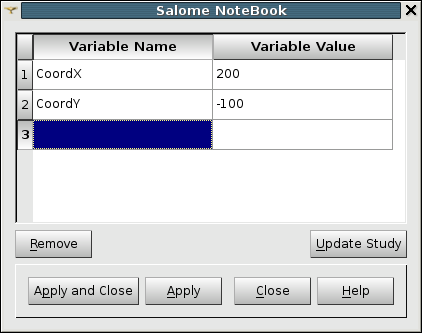 Salome NoteBook
Variable Name Variable Value
1 CoordX 200
2 CoordY -100
3
Remove Update Study
Apply and Close Apply Close Help